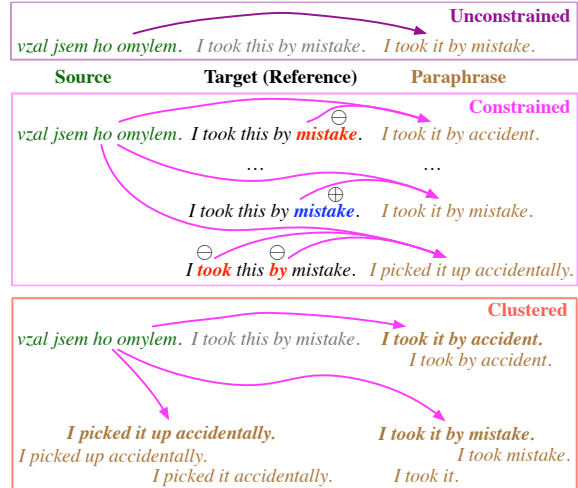 Unconstrained
vzal jsem ho omylem. I took this by mistake. I took it by mistake.
Source Target (Reference) Paraphrase
Constrained
⊖
vzal jsem ho omylem. I took this by mistake. I took it by accident.
... ...
⊕
I took this by mistake. I took it by mistake.
⊖ ⊖
I took this by mistake. I picked it up accidentally.
Clustered
vzal jsem ho omylem. I took this by mistake. I took it by accident.
I took by accident.
I picked it up accidentally. I took it by mistake.
I picked up accidentally. I took mistake.
I picked it accidentally. I took it.